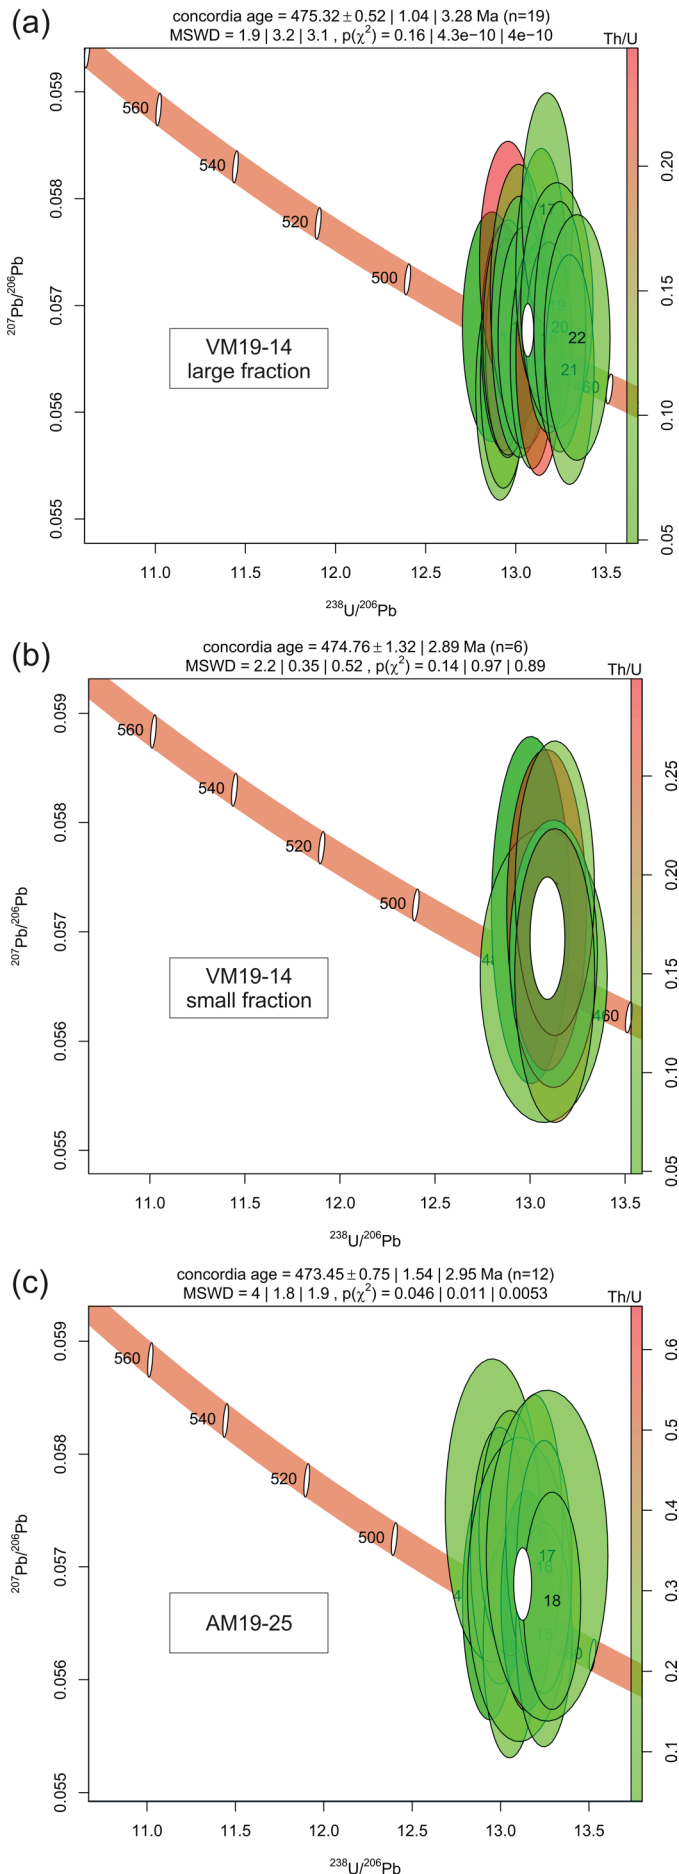 (a)
concordia age = 475.32 ± 0.52 | 1.04 | 3.28 Ma (n=19)
MSWD = 1.9 | 3.2 | 3.1 , p(χ²) = 0.16 | 4.3e−10 | 4e−10
Th/U
0.059
0.058
0.057
0.056
0.055
²⁰⁷Pb/²⁰⁶Pb
560
540
520
500
17
19
20
22
21
60
VM19-14
large fraction
0.20
0.15
0.10
0.05
11.0 11.5 12.0 12.5 13.0 13.5
²³⁸U/²⁰⁶Pb
(b)
concordia age = 474.76 ± 1.32 | 2.89 Ma (n=6)
MSWD = 2.2 | 0.35 | 0.52 , p(χ²) = 0.14 | 0.97 | 0.89
Th/U
0.059
0.058
0.057
0.056
0.055
²⁰⁷Pb/²⁰⁶Pb
560
540
520
500
48
460
VM19-14
small fraction
0.25
0.20
0.15
0.10
0.05
11.0 11.5 12.0 12.5 13.0 13.5
²³⁸U/²⁰⁶Pb
(c)
concordia age = 473.45 ± 0.75 | 1.54 | 2.95 Ma (n=12)
MSWD = 4 | 1.8 | 1.9 , p(χ²) = 0.046 | 0.011 | 0.0053
Th/U
0.059
0.058
0.057
0.056
0.055
²⁰⁷Pb/²⁰⁶Pb
560
540
520
500
4
17
16
18
15
AM19-25
0.6
0.5
0.4
0.3
0.2
0.1
11.0 11.5 12.0 12.5 13.0 13.5
²³⁸U/²⁰⁶Pb